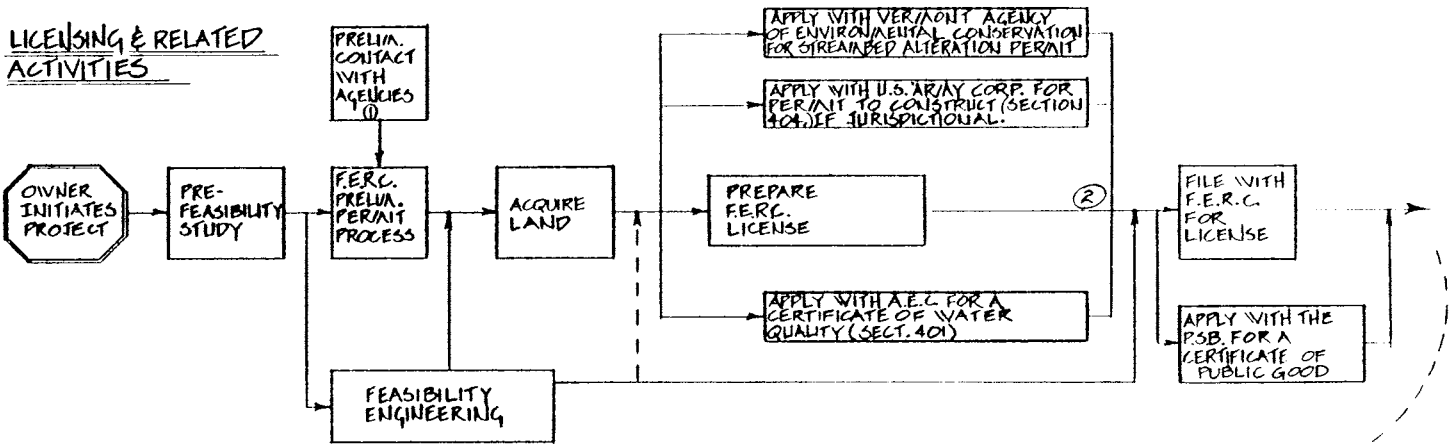 LICENSING & RELATED
ACTIVITIES
PRELIM.
CONTACT
WITH
AGENCIES
①
APPLY WITH VERMONT AGENCY
OF ENVIRONMENTAL CONSERVATION
FOR STREAMBED ALTERATION PERMIT
APPLY WITH U.S. ARMY CORP. FOR
PERMIT TO CONSTRUCT (SECTION
404) IF JURISDICTIONAL.
OWNER
INITIATES
PROJECT
PRE-
FEASIBILITY
STUDY
F.E.R.C.
PRELIM.
PERMIT
PROCESS
ACQUIRE
LAND
PREPARE
F.E.R.C.
LICENSE
②
FILE WITH
F.E.R.C.
FOR
LICENSE
APPLY WITH A.E.C. FOR A
CERTIFICATE OF WATER
QUALITY (SECT. 401)
APPLY WITH THE
P.S.B. FOR A
CERTIFICATE OF
PUBLIC GOOD
FEASIBILITY
ENGINEERING